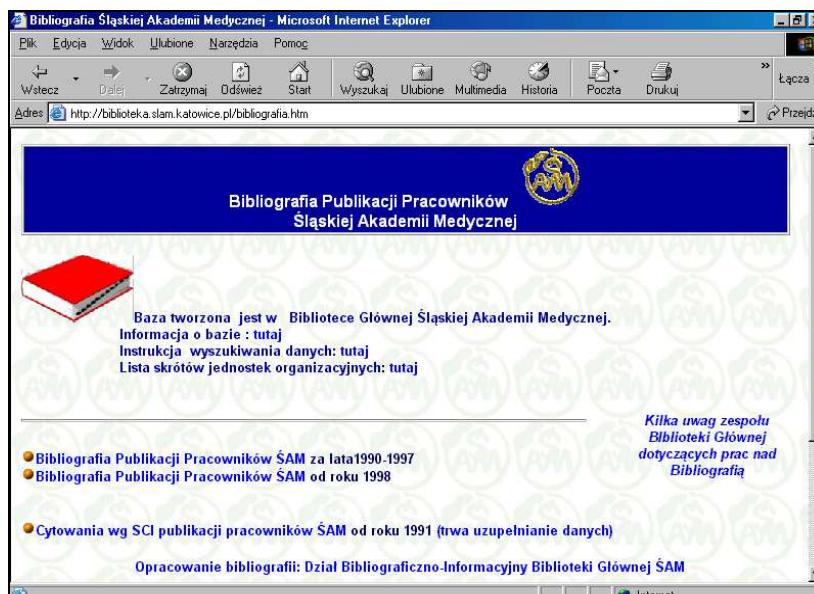 Bibliografia Śląskiej Akademii Medycznej - Microsoft Internet Explorer
Plik Edycja Widok Ulubione Narzędzia Pomoc
Wstecz Dalej Zatrzymaj Odśwież Start Wyszukaj Ulubione Multimedia Historia Poczta Drukuj » Łącza
Adres http://biblioteka.slam.katowice.pl/bibliografia.htm Przejdź
ŚAM
Bibliografia Publikacji Pracowników
Śląskiej Akademii Medycznej
Baza tworzona jest w Bibliotece Głównej Śląskiej Akademii Medycznej.
Informacja o bazie : tutaj
Instrukcja wyszukiwania danych: tutaj
Lista skrótów jednostek organizacyjnych: tutaj
Kilka uwag zespołu
BIblioteki Głównej
dotyczących prac nad
Bibliografią
Bibliografia Publikacji Pracowników ŚAM za lata1990-1997
Bibliografia Publikacji Pracowników ŚAM od roku 1998
Cytowania wg SCI publikacji pracowników ŚAM od roku 1991 (trwa uzupełnianie danych)
Opracowanie bibliografii: Dział Bibliograficzno-Informacyjny Biblioteki Głównej ŚAM